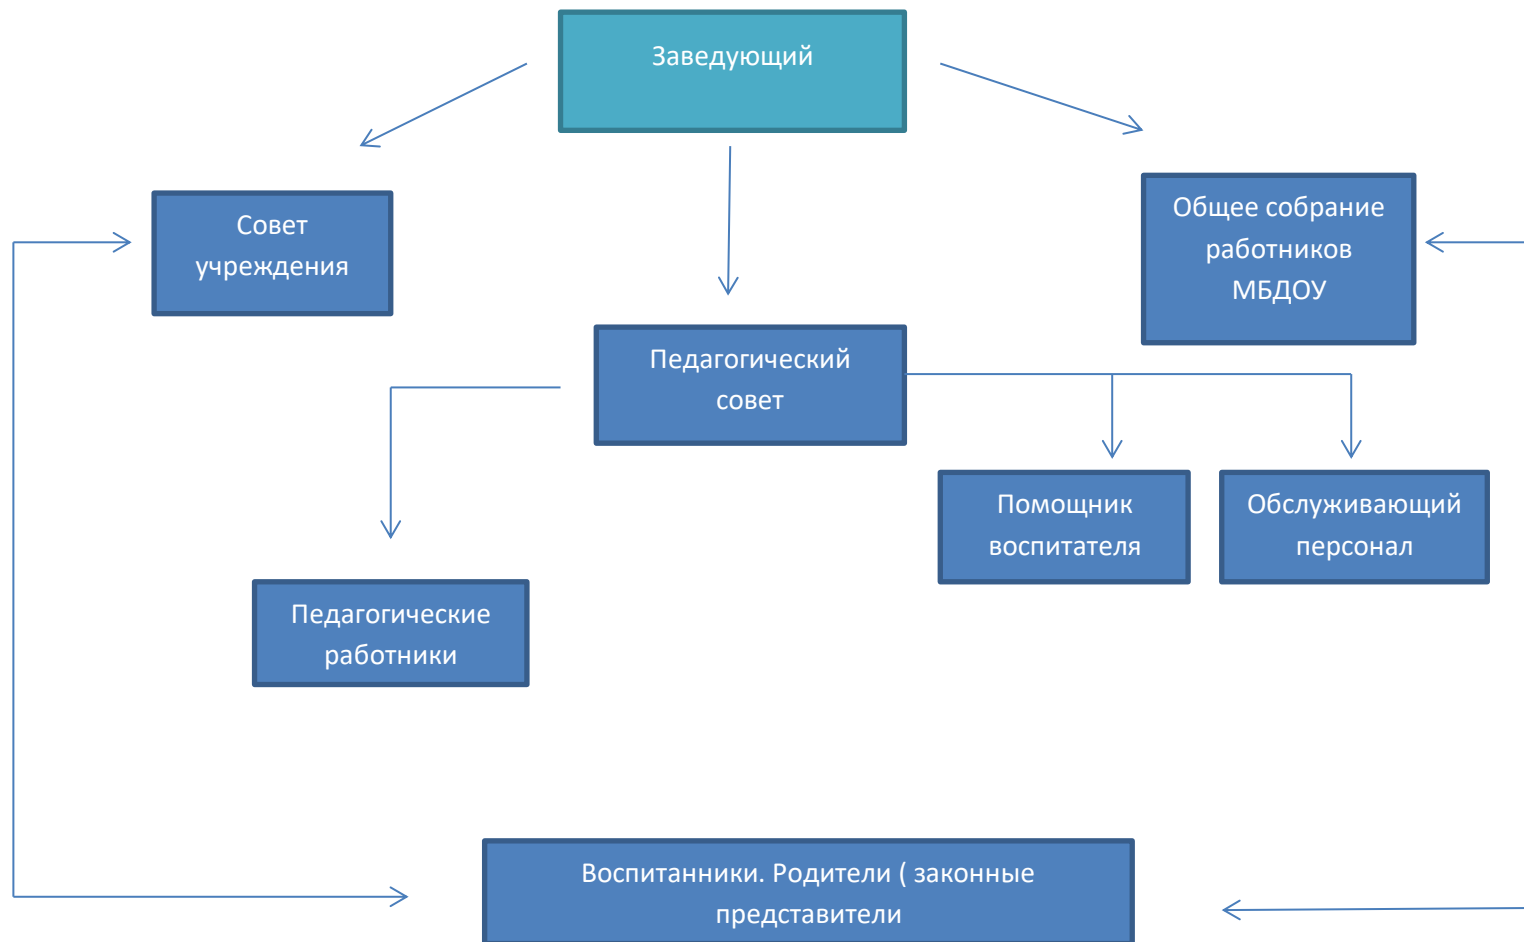 Заведующий
Совет
учреждения
Общее собрание
работников
МБДОУ
Педагогический
совет
Помощник
воспитателя
Обслуживающий
персонал
Педагогические
работники
Воспитанники. Родители ( законные
представители